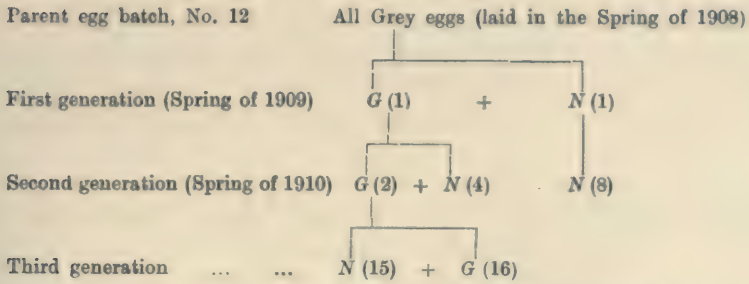 Parent egg batch, No. 12 All Grey eggs (laid in the Spring of 1908)
First generation (Spring of 1909) G (1) + N (1)
Second generation (Spring of 1910) G (2) + N (4) N (8)
Third generation ... ... N (15) + G (16)